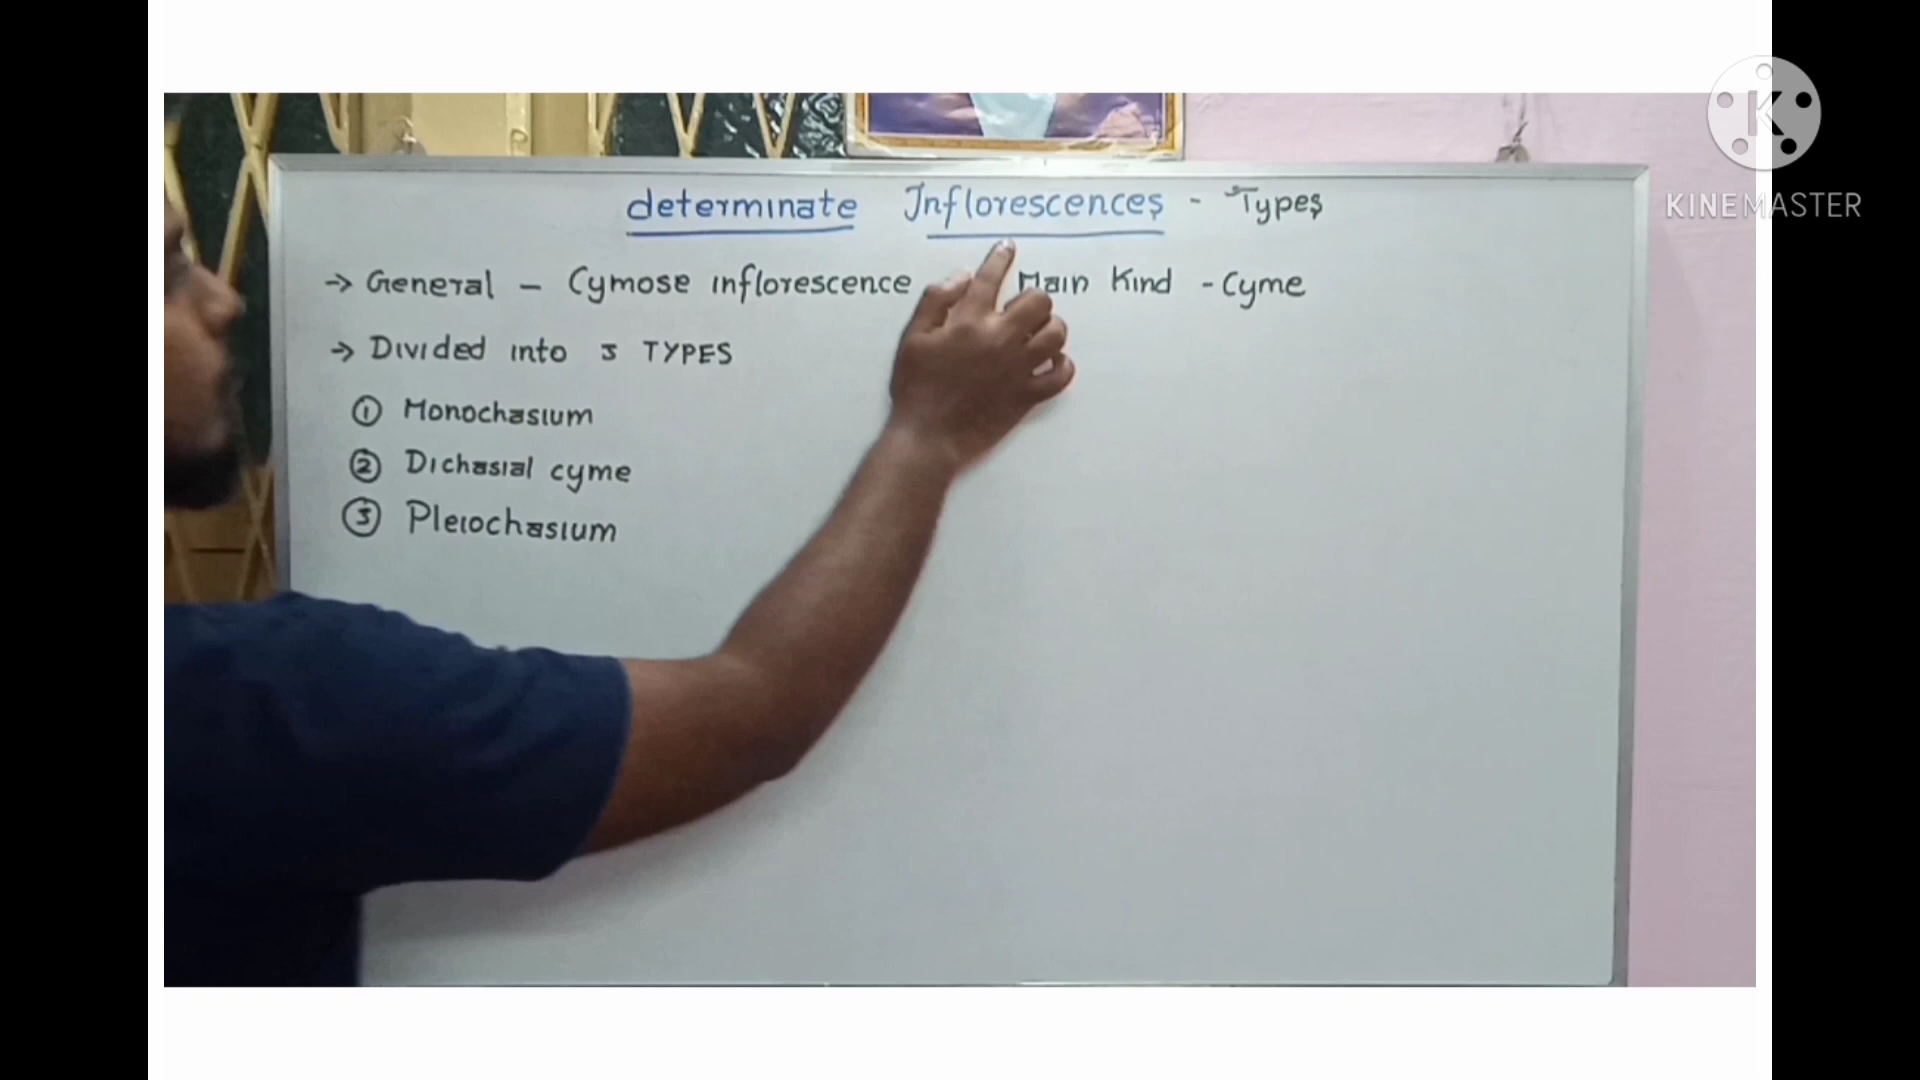 determinate Inflorescences - Types
→ General - Cymose inflorescence Main Kind - Cyme
→ Divided into 3 TYPES
① Monochasium
② Dichasial cyme
③ Pleiochasium
K
KINEMASTER